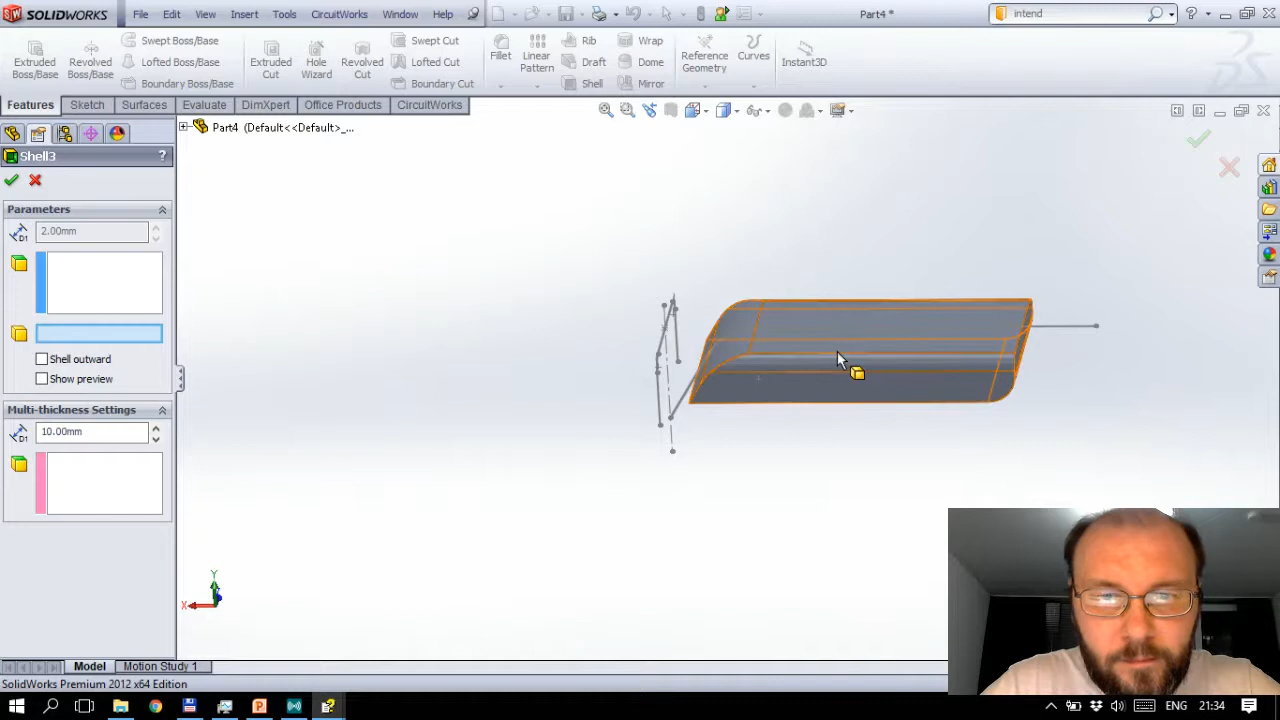 SOLIDWORKS File Edit View Insert Tools CircuitWorks Window Help Part4 * intend
Extruded Boss/Base
Revolved Boss/Base
Swept Boss/Base
Lofted Boss/Base
Boundary Boss/Base
Extruded Cut
Hole Wizard
Revolved Cut
Swept Cut
Lofted Cut
Boundary Cut
Fillet
Linear Pattern
Rib
Draft
Shell
Wrap
Dome
Mirror
Reference Geometry
Curves
Instant3D
Features Sketch Surfaces Evaluate DimXpert Office Products CircuitWorks
Part4 (Default<<Default>_...
Shell3 ?
Parameters
D1 2.00mm
Shell outward
Show preview
Multi-thickness Settings
D1 10.00mm
Y
X
Model Motion Study 1
SolidWorks Premium 2012 x64 Edition
ENG 21:34